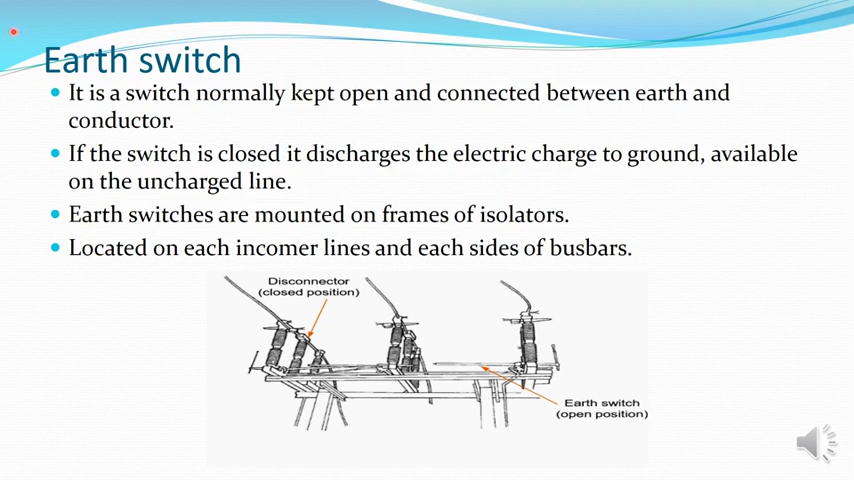 Earth switch
It is a switch normally kept open and connected between earth and
conductor.
If the switch is closed it discharges the electric charge to ground, available
on the uncharged line.
Earth switches are mounted on frames of isolators.
Located on each incomer lines and each sides of busbars.
Disconnector
(closed position)
Earth switch
(open position)